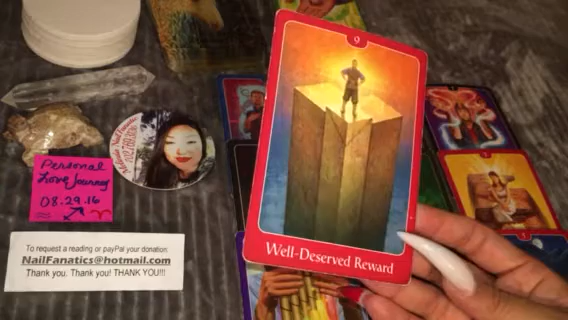 9
Well-Deserved Reward
Personal
Love Journey
08.29.16
To request a reading or payPal your donation:
NailFanatics@hotmail.com
Thank you. Thank you! THANK YOU!!!